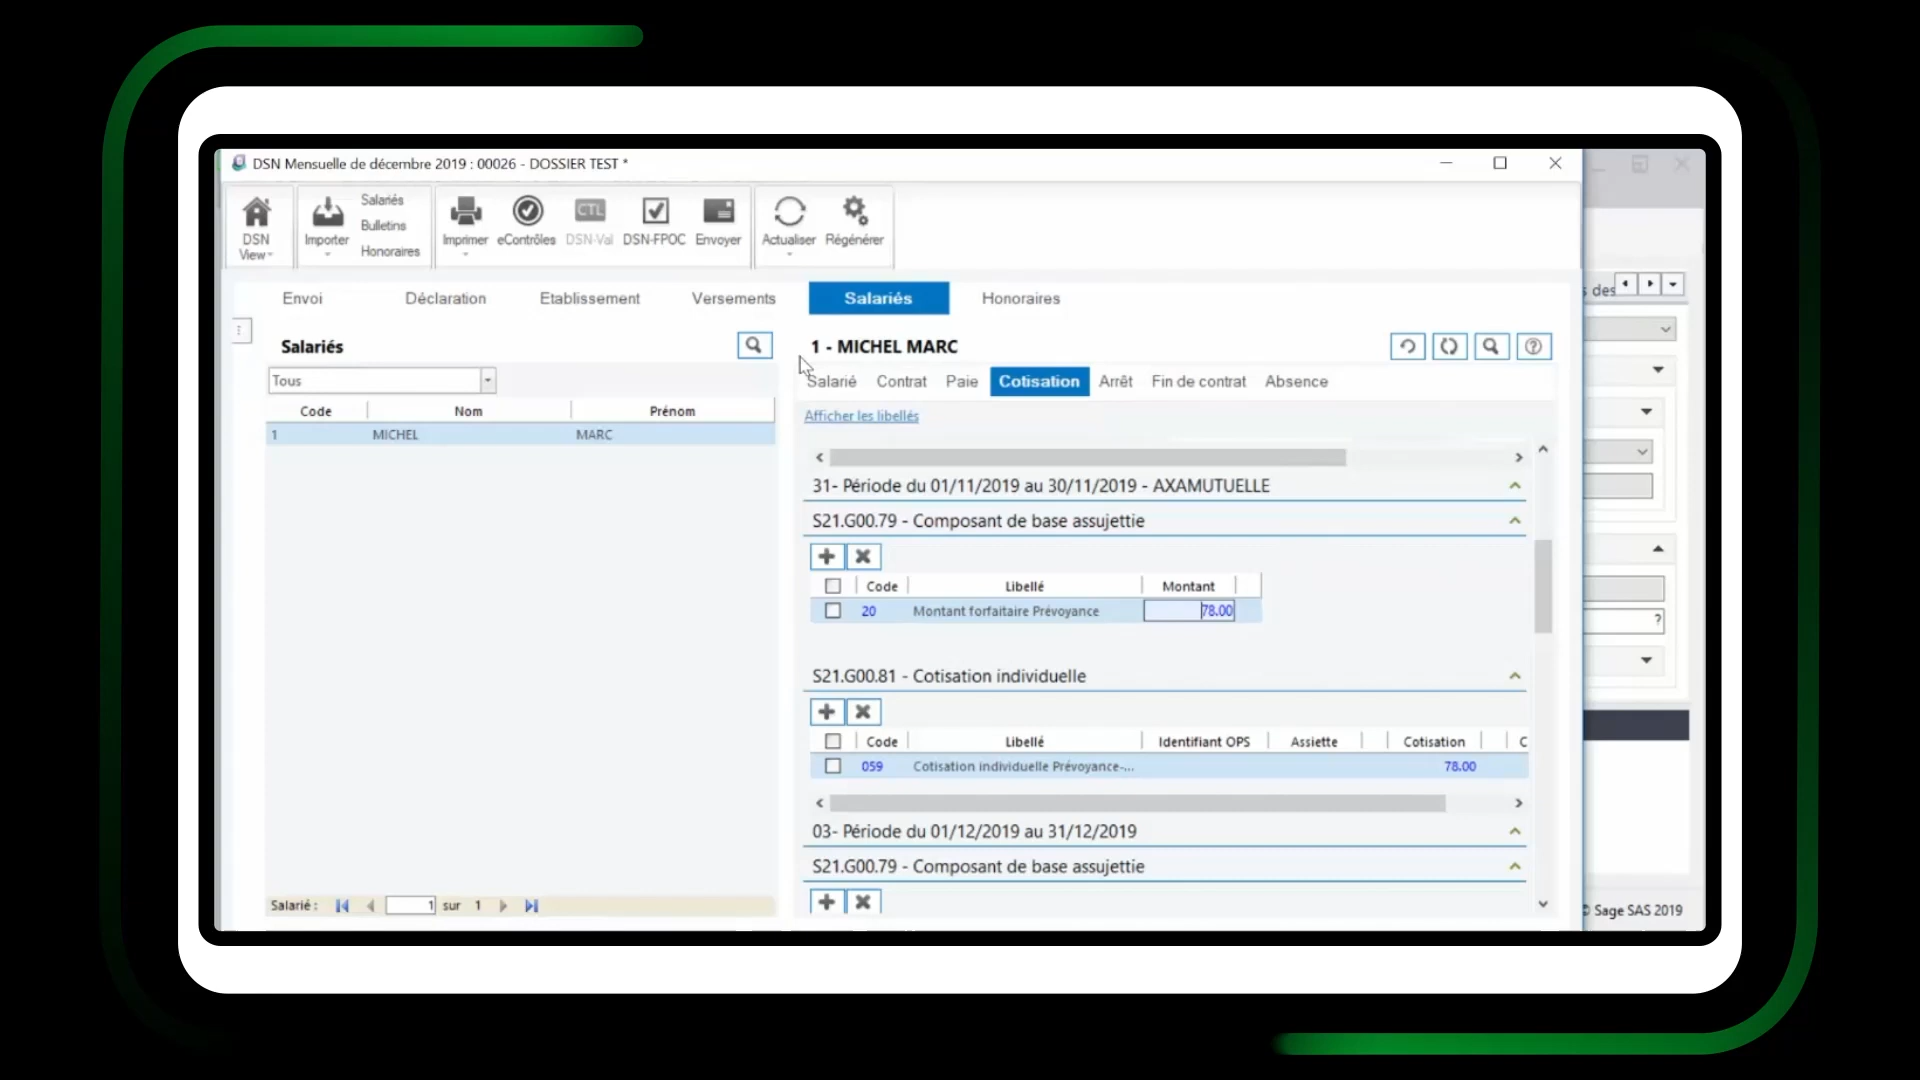 DSN Mensuelle de décembre 2019 : 00026 - DOSSIER TEST *
DSN View
Importer
Salariés
Bulletins
Honoraires
Imprimer
eContrôles
CTL
DSN-Val
DSN-FPOC
Envoyer
Actualiser
Régénérer
Envoi
Déclaration
Etablissement
Versements
Salariés
Honoraires
s des
Salariés
1 - MICHEL MARC
Tous
Salarié
Contrat
Paie
Cotisation
Arrêt
Fin de contrat
Absence
Afficher les libellés
Code Nom Prénom
1 MICHEL MARC
31- Période du 01/11/2019 au 30/11/2019 - AXAMUTUELLE
S21.G00.79 - Composant de base assujettie
Code Libellé Montant
20 Montant forfaitaire Prévoyance 78.00
?
S21.G00.81 - Cotisation individuelle
Code Libellé Identifiant OPS Assiette Cotisation C
059 Cotisation individuelle Prévoyance-... 78.00
03- Période du 01/12/2019 au 31/12/2019
S21.G00.79 - Composant de base assujettie
Salarié : 1 sur 1
© Sage SAS 2019